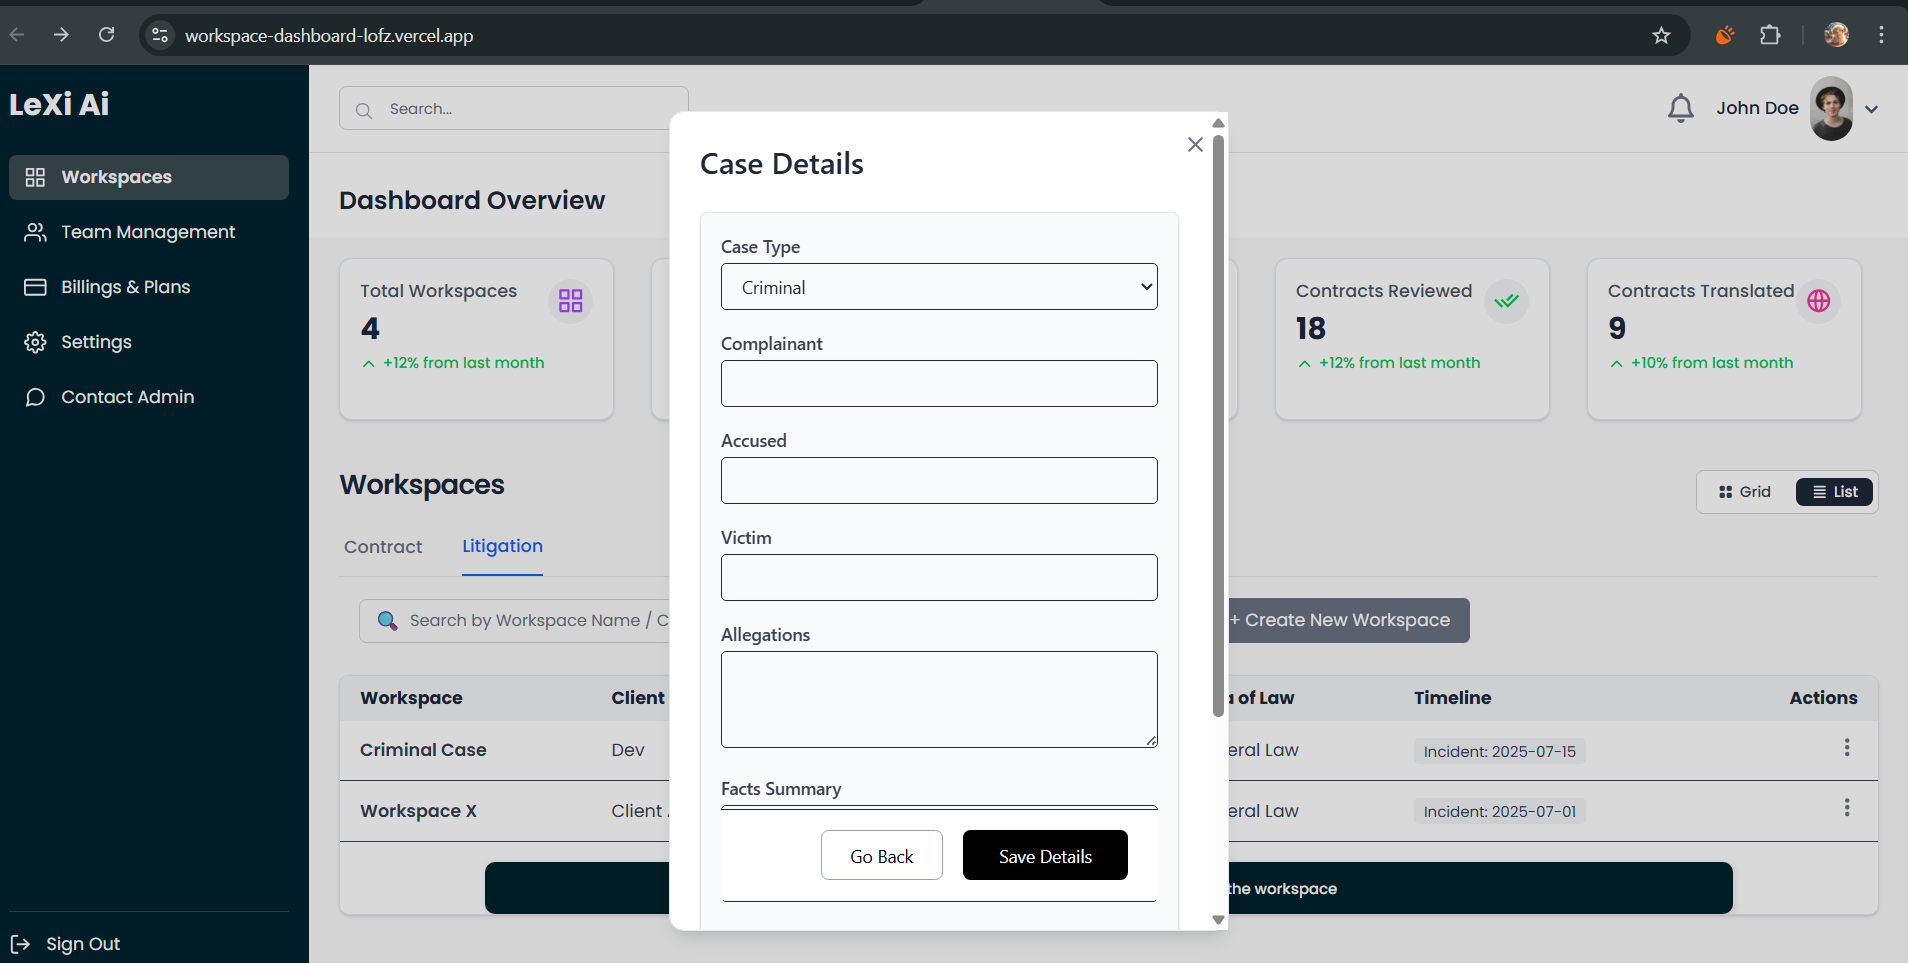 workspace-dashboard-lofz.vercel.app
LeXi Ai
Workspaces
Team Management
Billings & Plans
Settings
Contact Admin
Sign Out
Search...
John Doe
Dashboard Overview
Total Workspaces
4
+12% from last month
Contracts Reviewed
18
+12% from last month
Contracts Translated
9
+10% from last month
Workspaces
Grid
List
Contract
Litigation
Search by Workspace Name / C
+ Create New Workspace
Workspace
Client
of Law
Timeline
Actions
Criminal Case
Dev
eral Law
Incident: 2025-07-15
Workspace X
Client
eral Law
Incident: 2025-07-01
the workspace
Case Details
Case Type
Criminal
Complainant
Accused
Victim
Allegations
Facts Summary
Go Back
Save Details